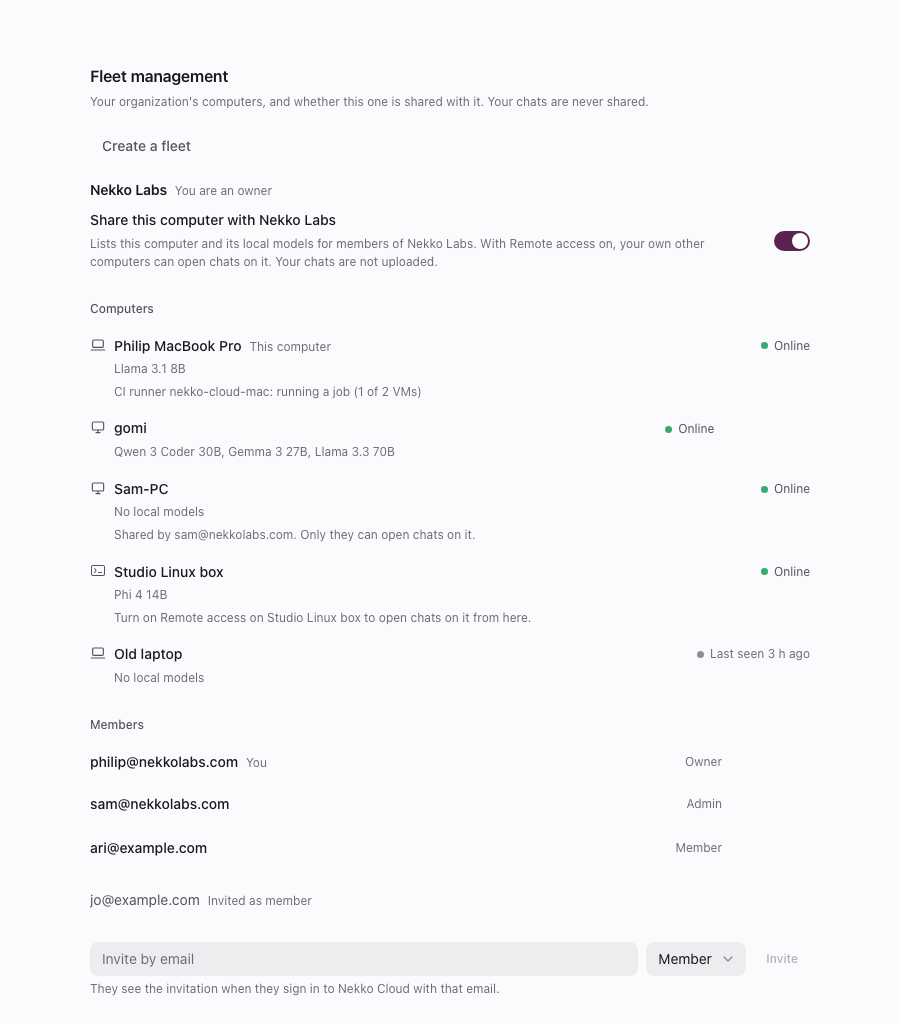 Fleet management
Your organization's computers, and whether this one is shared with it. Your chats are never shared.
Create a fleet
Nekko Labs You are an owner
Share this computer with Nekko Labs
Lists this computer and its local models for members of Nekko Labs. With Remote access on, your own other
computers can open chats on it. Your chats are not uploaded.
Computers
Philip MacBook Pro This computer Online
Llama 3.1 8B
CI runner nekko-cloud-mac: running a job (1 of 2 VMs)
gomi Online
Qwen 3 Coder 30B, Gemma 3 27B, Llama 3.3 70B
Sam-PC Online
No local models
Shared by sam@nekkolabs.com. Only they can open chats on it.
Studio Linux box Online
Phi 4 14B
Turn on Remote access on Studio Linux box to open chats on it from here.
Old laptop Last seen 3 h ago
No local models
Members
philip@nekkolabs.com You Owner
sam@nekkolabs.com Admin
ari@example.com Member
jo@example.com Invited as member
Invite by email Member Invite
They see the invitation when they sign in to Nekko Cloud with that email.